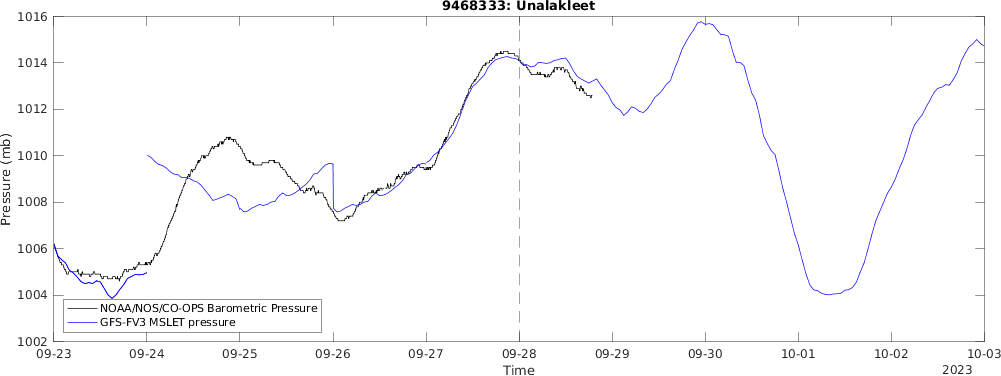 9468333: Unalakleet
Pressure (mb)
1016
1014
1012
1010
1008
1006
1004
1002
NOAA/NOS/CO-OPS Barometric Pressure
GFS-FV3 MSLET pressure
09-23 09-24 09-25 09-26 09-27 09-28 09-29 09-30 10-01 10-02 10-03
Time
2023